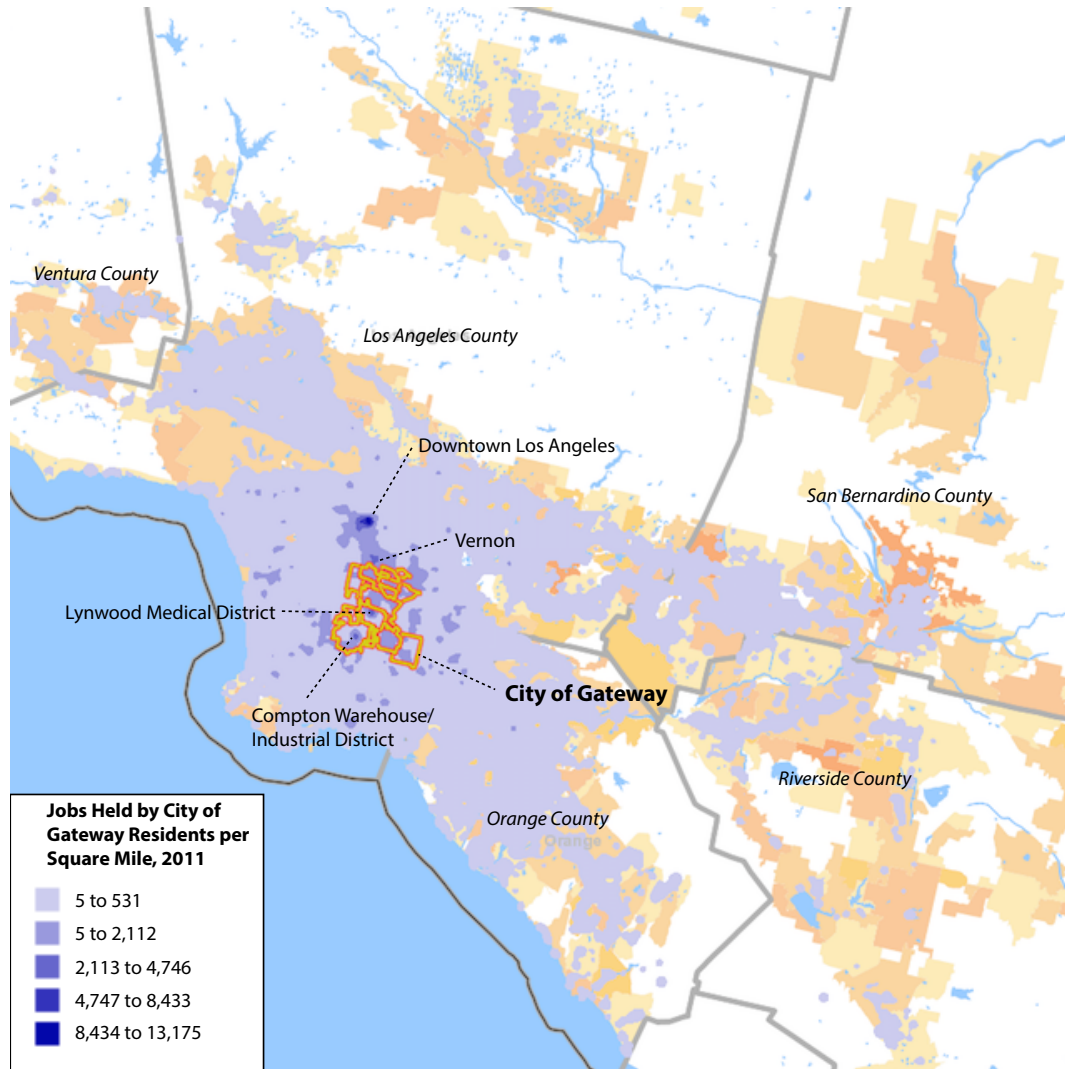 Ventura County
Los Angeles County
Downtown Los Angeles
San Bernardino County
Vernon
Lynwood Medical District
City of Gateway
Compton Warehouse/
Industrial District
Riverside County
Orange County
Orange
Jobs Held by City of
Gateway Residents per
Square Mile, 2011
5 to 531
5 to 2,112
2,113 to 4,746
4,747 to 8,433
8,434 to 13,175